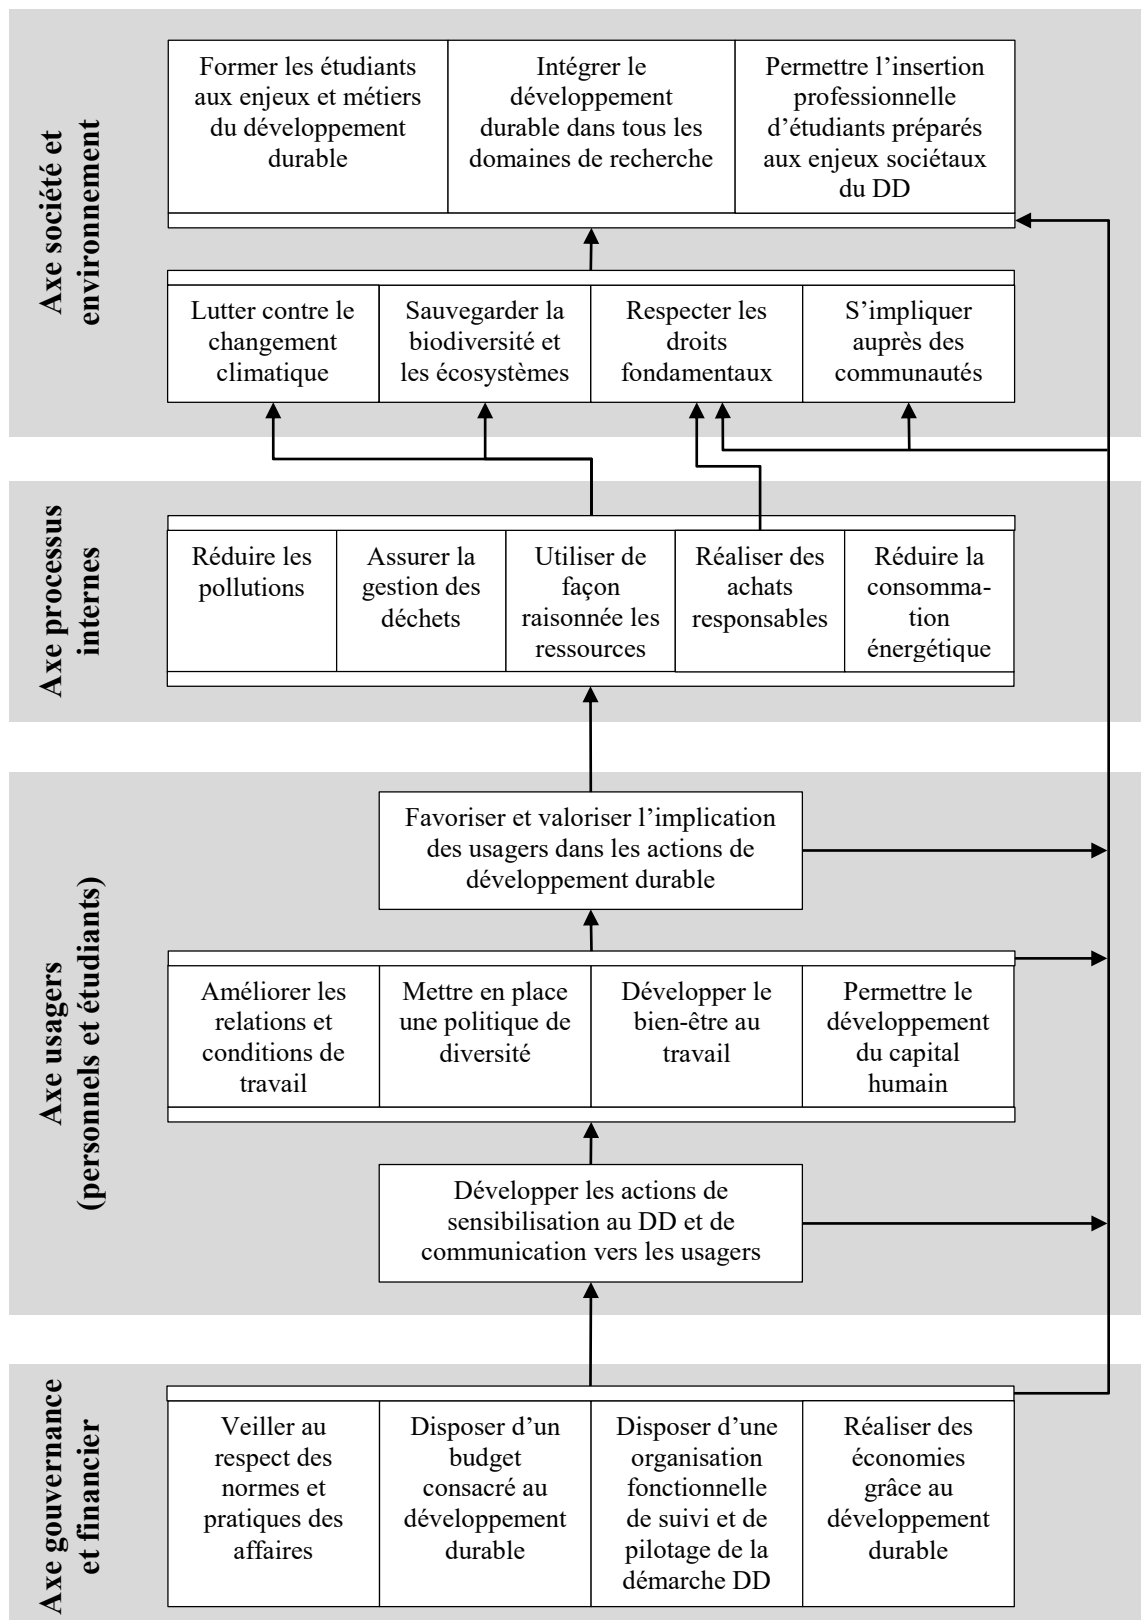 Axe société et
environnement
Former les étudiants
aux enjeux et métiers
du développement
durable
Intégrer le
développement
durable dans tous les
domaines de recherche
Permettre l’insertion
professionnelle
d’étudiants préparés
aux enjeux sociétaux
du DD
Lutter contre le
changement
climatique
Sauvegarder la
biodiversité et
les écosystèmes
Respecter les
droits
fondamentaux
S’impliquer
auprès des
communautés
Axe processus
internes
Réduire les
pollutions
Assurer la
gestion des
déchets
Utiliser de
façon
raisonnée les
ressources
Réaliser des
achats
responsables
Réduire la
consomma-
tion
énergétique
Axe usagers
(personnels et étudiants)
Favoriser et valoriser l’implication
des usagers dans les actions de
développement durable
Améliorer les
relations et
conditions de
travail
Mettre en place
une politique de
diversité
Développer le
bien-être au
travail
Permettre le
développement
du capital
humain
Développer les actions de
sensibilisation au DD et de
communication vers les usagers
Axe gouvernance
et financier
Veiller au
respect des
normes et
pratiques des
affaires
Disposer d’un
budget
consacré au
développement
durable
Disposer d’une
organisation
fonctionnelle
de suivi et de
pilotage de la
démarche DD
Réaliser des
économies
grâce au
développement
durable